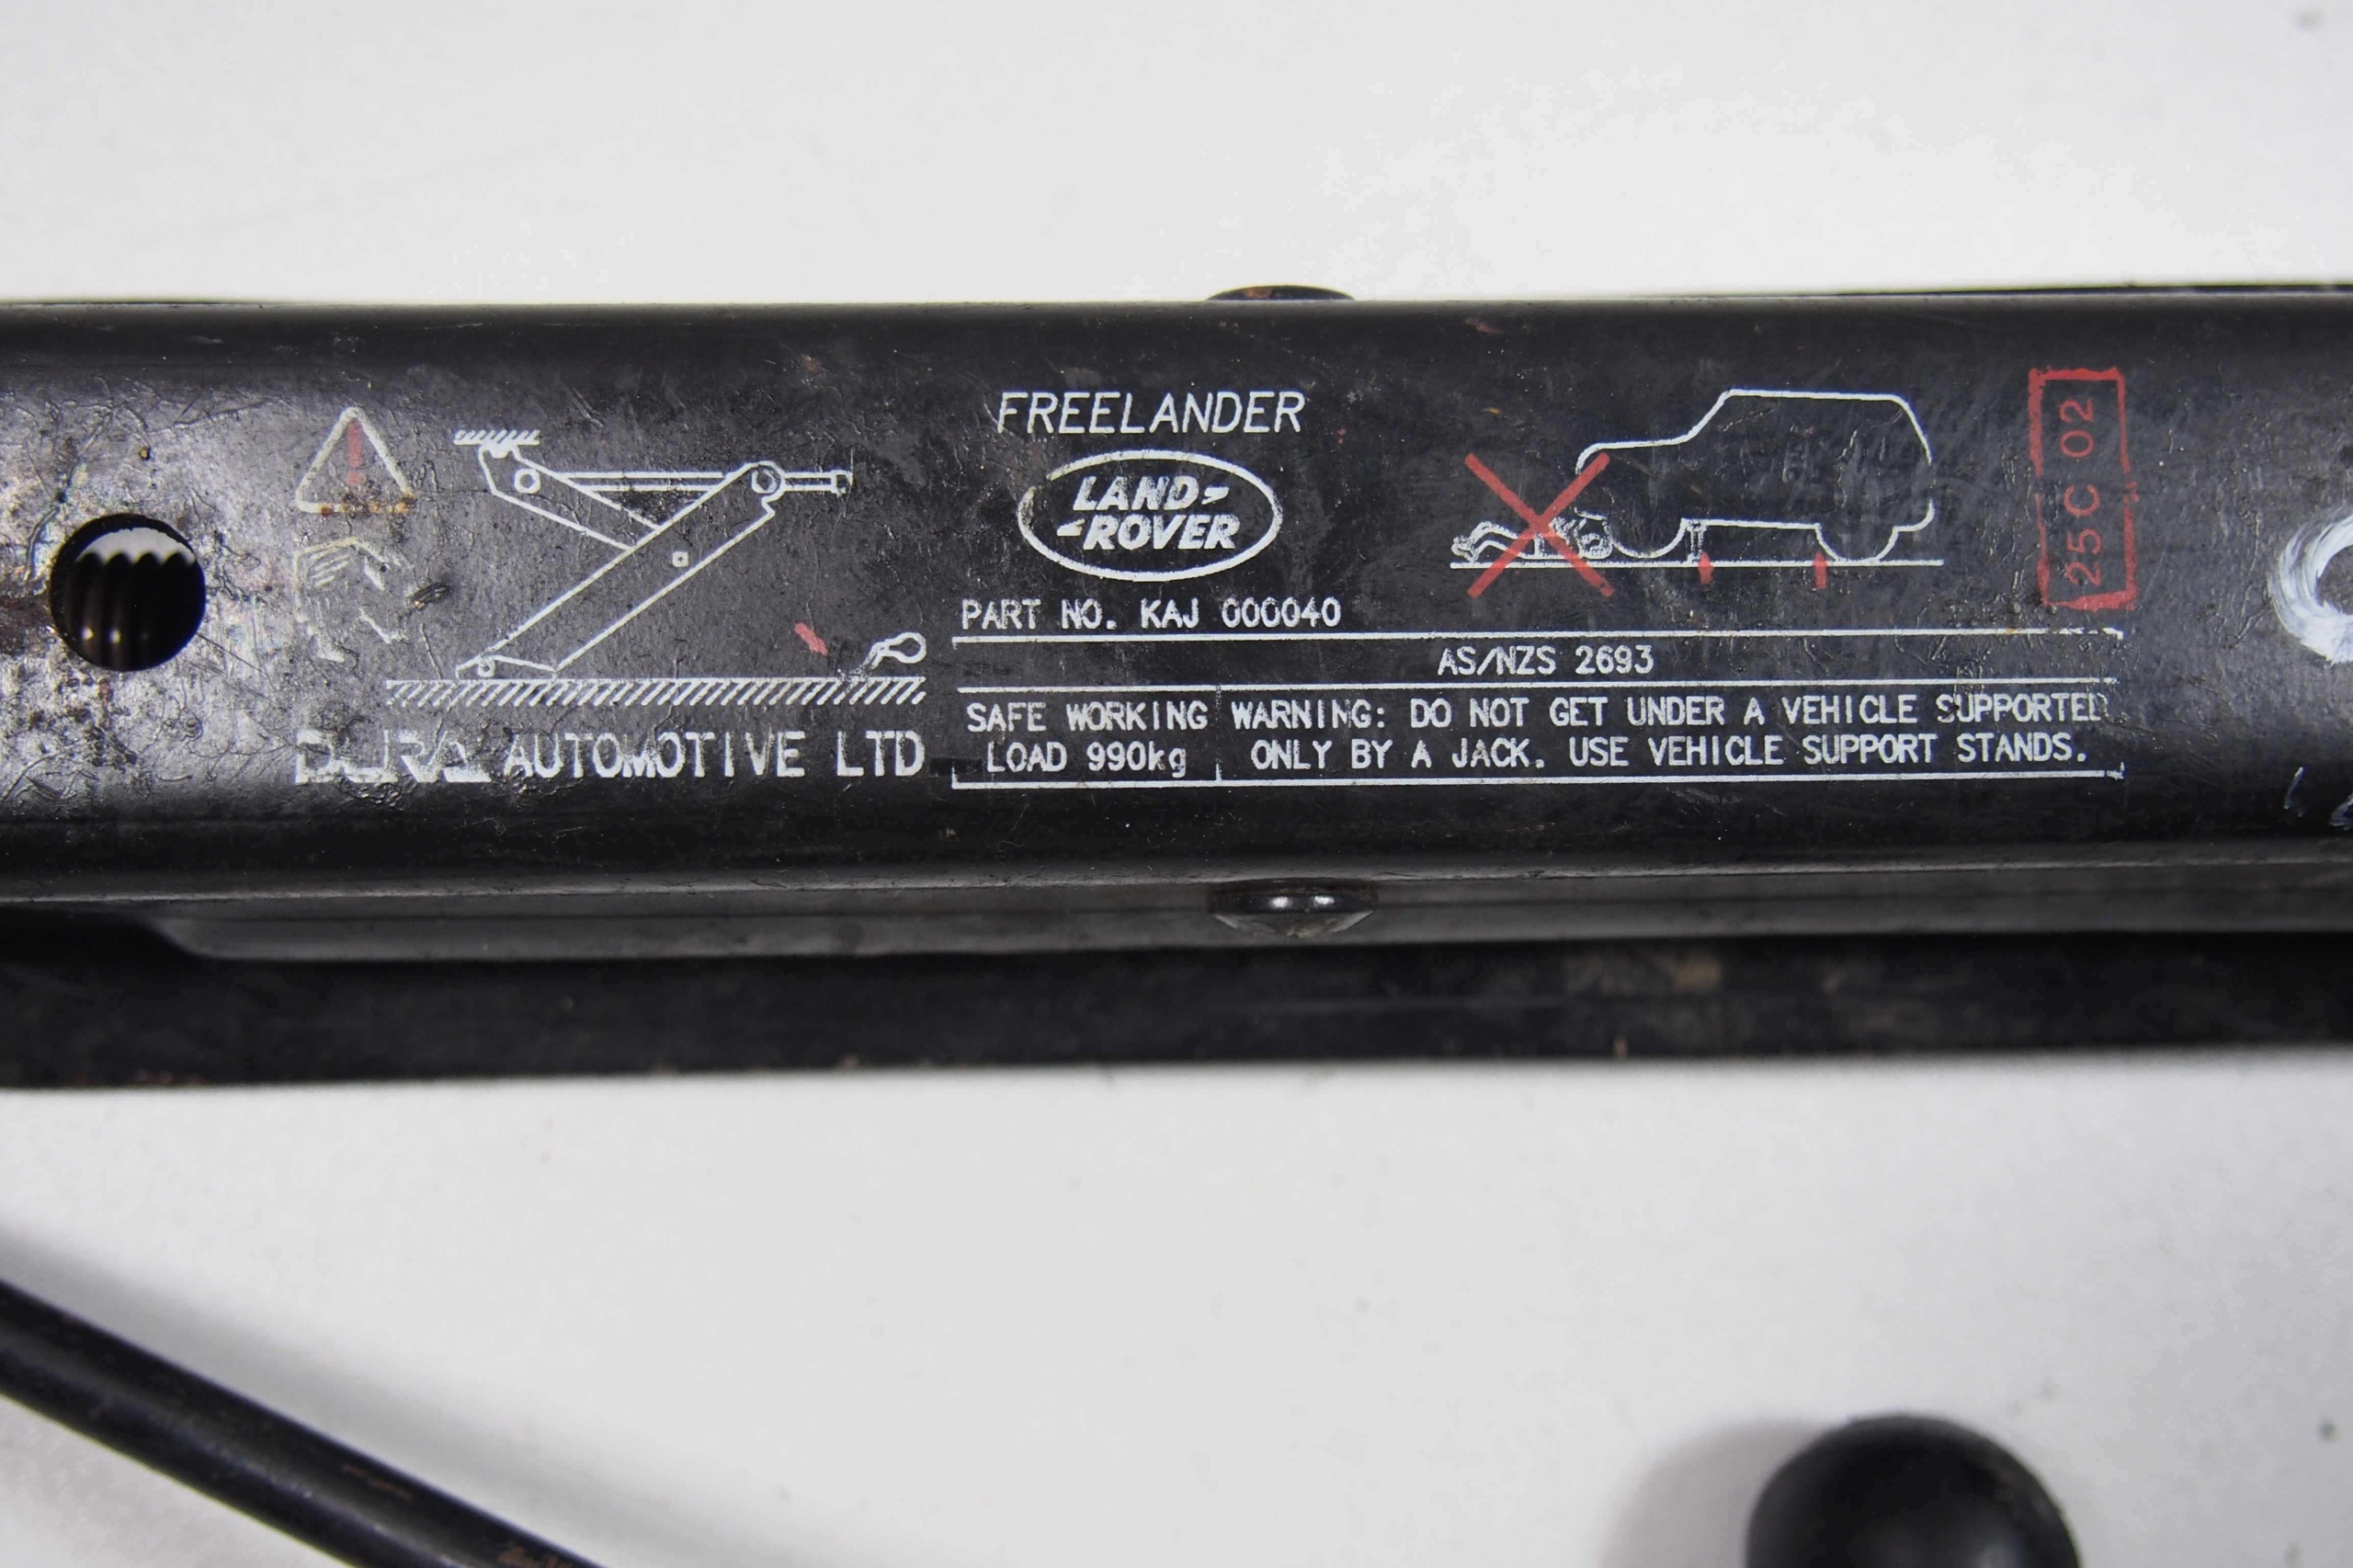 FREELANDER
LAND-
-ROVER
PART NO. KAJ 000040
AS/NZS 2693
SAFE WORKING
LOAD 990kg
WARNING: DO NOT GET UNDER A VEHICLE SUPPORTED
ONLY BY A JACK. USE VEHICLE SUPPORT STANDS.
DURA AUTOMOTIVE LTD
25C 02